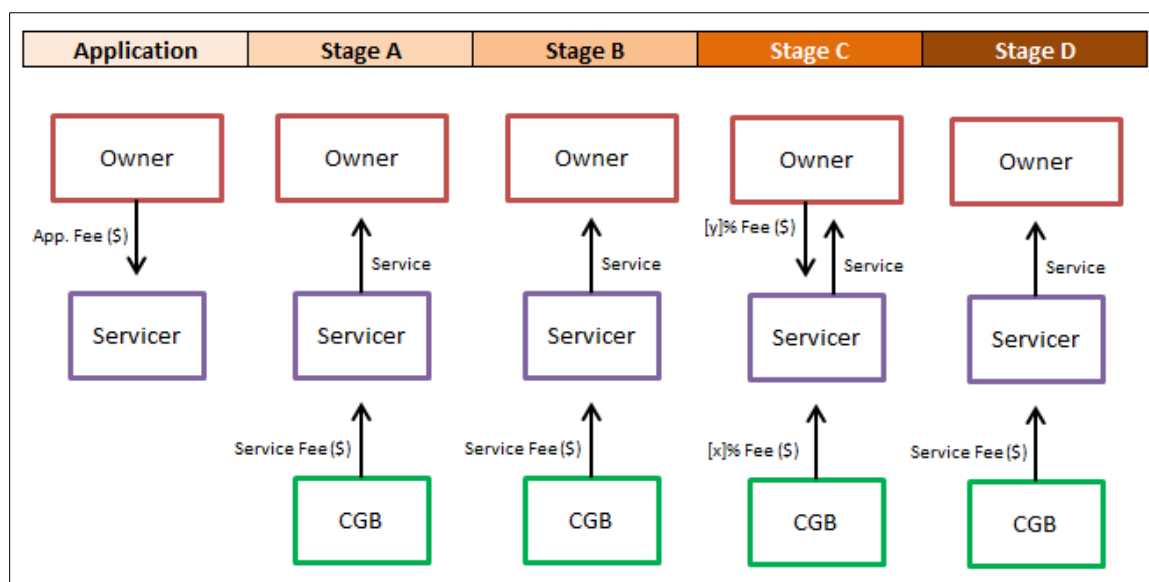 Application Stage A Stage B Stage C Stage D
Owner Owner Owner Owner Owner
App. Fee ($) Service Service [y]% Fee ($) Service Service
Servicer Servicer Servicer Servicer Servicer
Service Fee ($) Service Fee ($) [x]% Fee ($) Service Fee ($)
CGB CGB CGB CGB